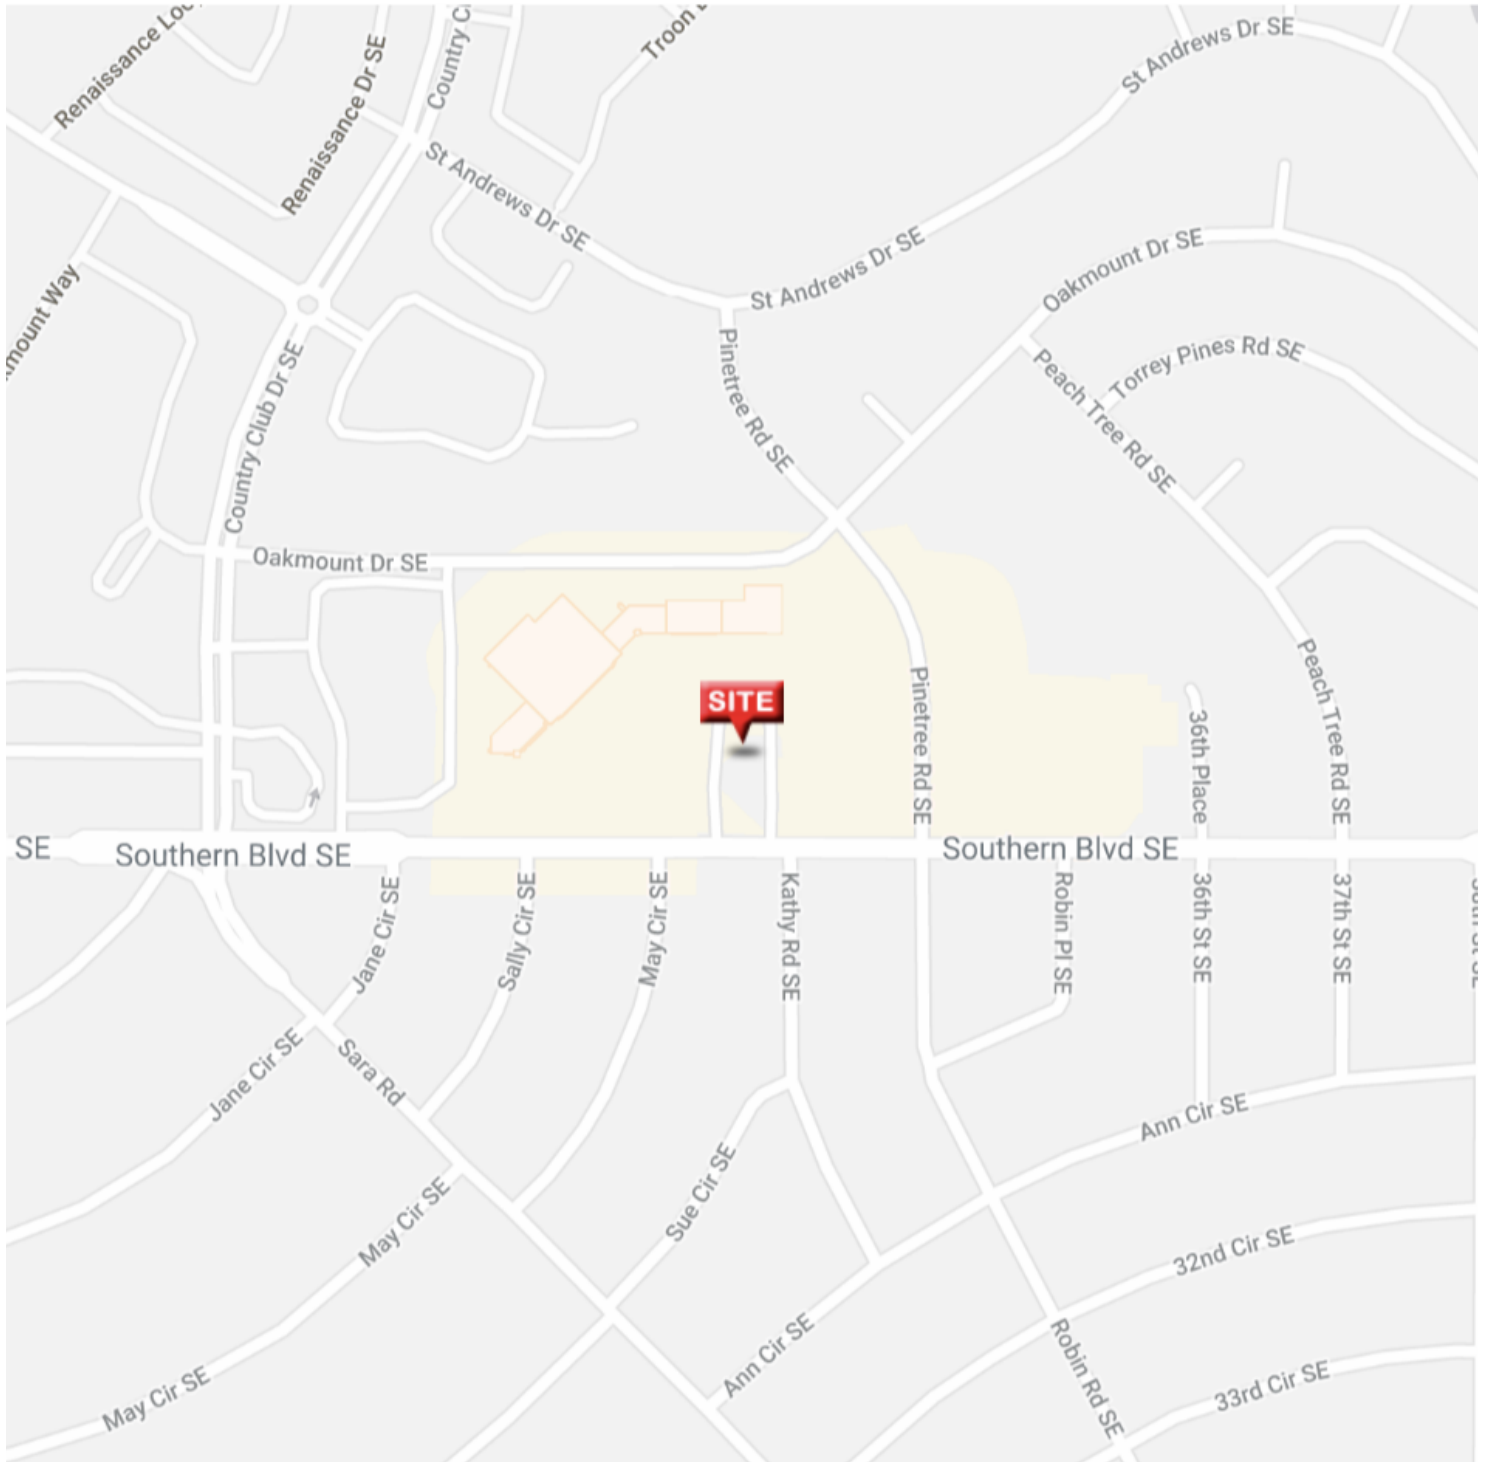 Renaissance Loo
Renaissance Dr SE
Country C
Troon
St Andrews Dr SE
St Andrews Dr SE
St Andrews Dr SE
mount Way
Oakmount Dr SE
Torrey Pines Rd SE
Peach Tree Rd SE
Pinetree Rd SE
Country Club Dr SE
Oakmount Dr SE
SITE
Pinetree Rd SE
36th Place
Peach Tree Rd SE
SE
Southern Blvd SE
Southern Blvd SE
Jane Cir SE
Sally Cir SE
May Cir SE
Kathy Rd SE
Robin Pl SE
36th St SE
37th St SE
Jane Cir SE
Sara Rd
Ann Cir SE
May Cir SE
Sue Cir SE
32nd Cir SE
Ann Cir SE
Robin Rd SE
May Cir SE
33rd Cir SE